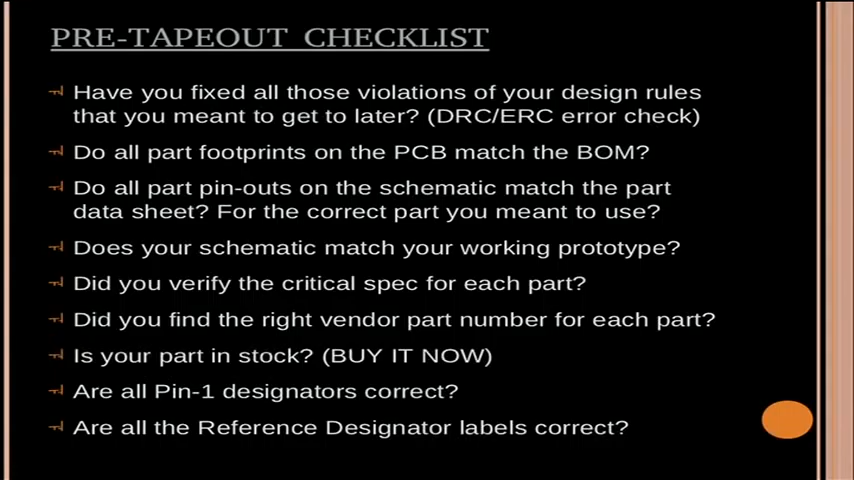 PRE-TAPEOUT CHECKLIST
Have you fixed all those violations of your design rules
that you meant to get to later? (DRC/ERC error check)
Do all part footprints on the PCB match the BOM?
Do all part pin-outs on the schematic match the part
data sheet? For the correct part you meant to use?
Does your schematic match your working prototype?
Did you verify the critical spec for each part?
Did you find the right vendor part number for each part?
Is your part in stock? (BUY IT NOW)
Are all Pin-1 designators correct?
Are all the Reference Designator labels correct?